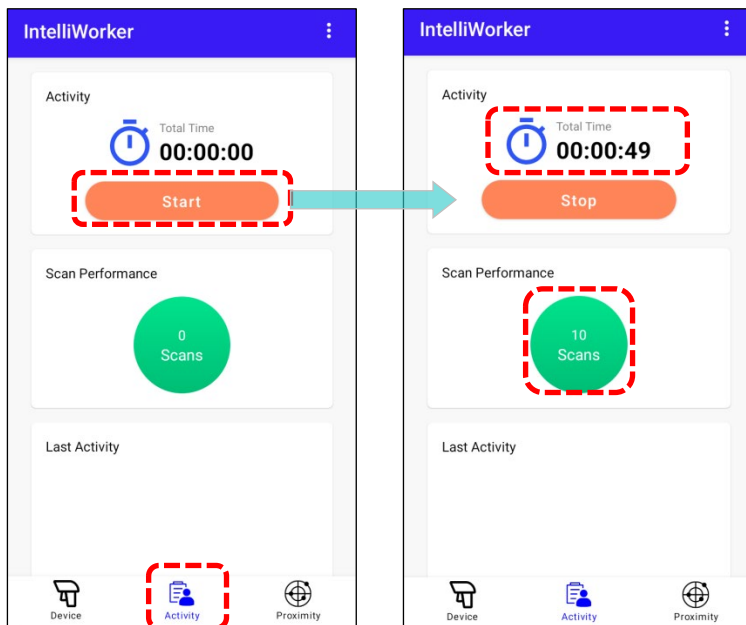 IntelliWorker
Activity
Total Time
00:00:00
Start
Scan Performance
0
Scans
Last Activity
Device
Activity
Proximity
IntelliWorker
Activity
Total Time
00:00:49
Stop
Scan Performance
10
Scans
Last Activity
Device
Activity
Proximity